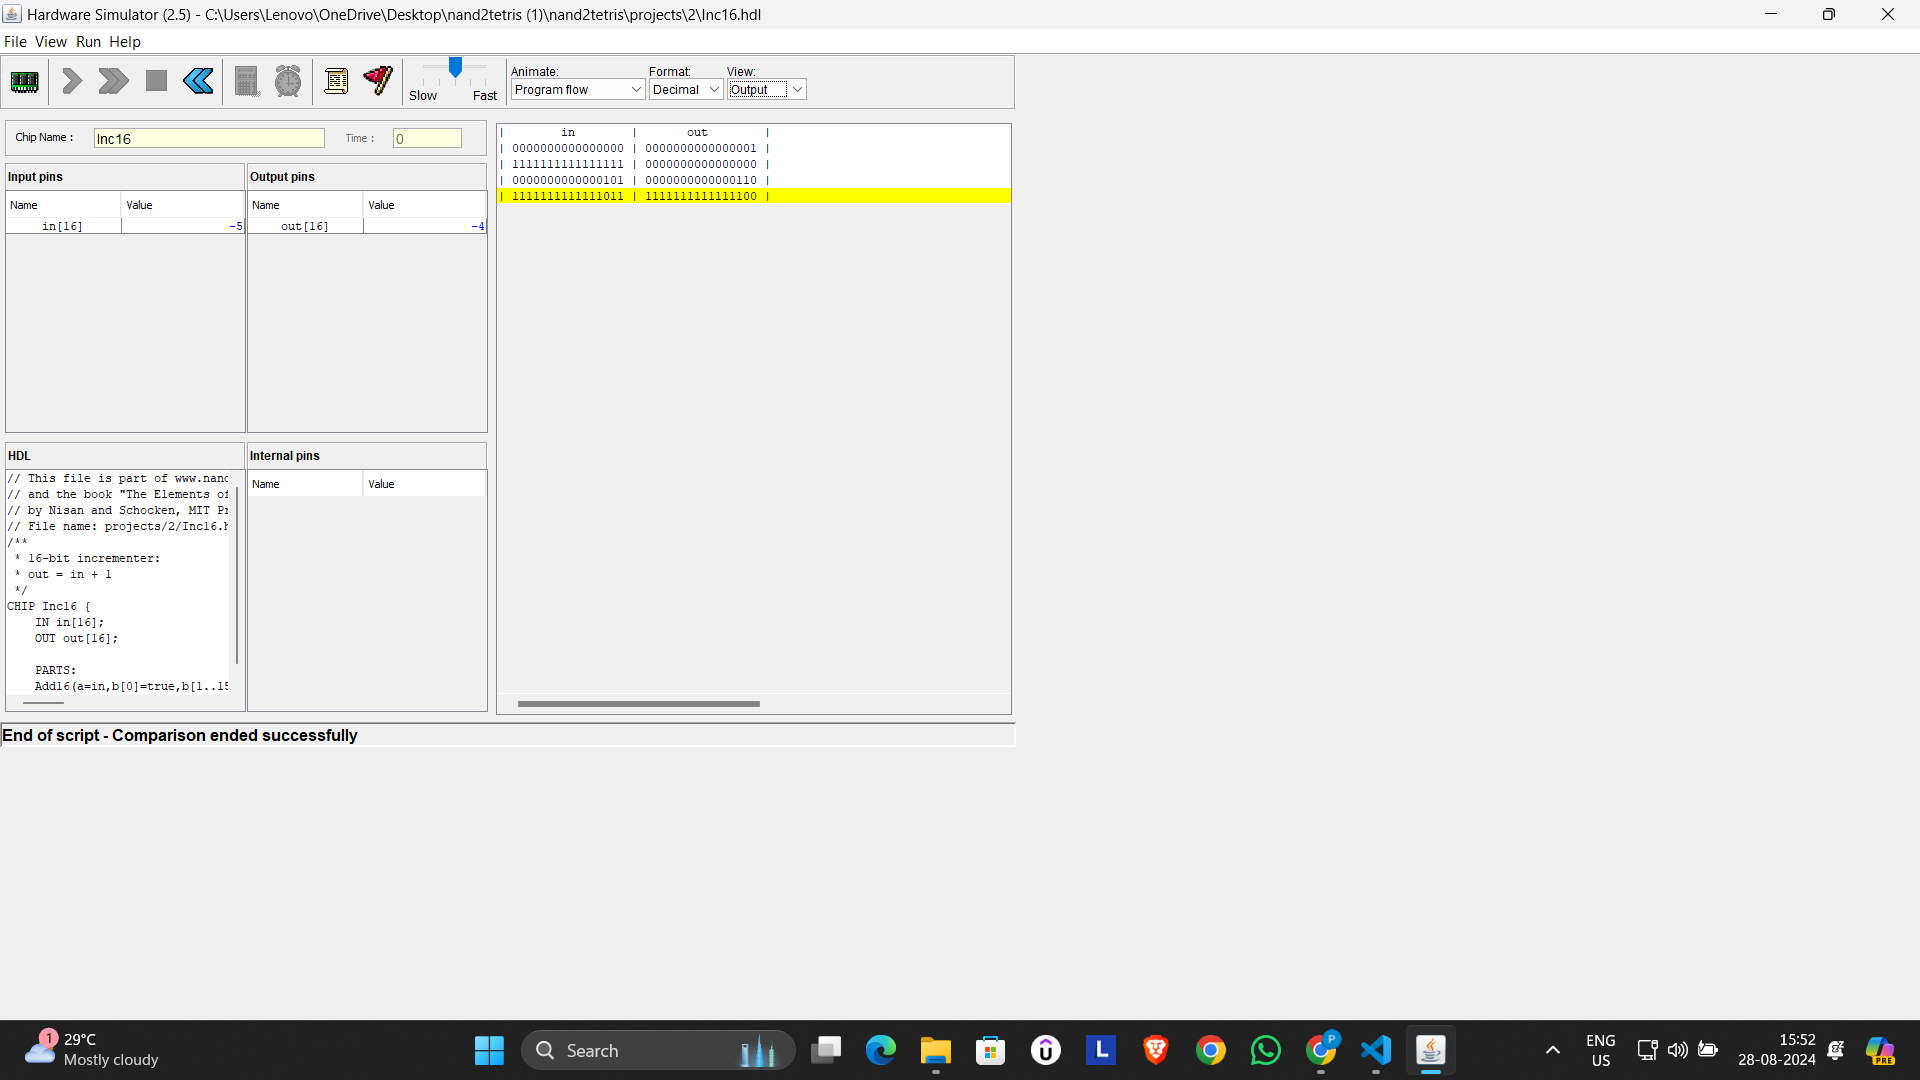 Hardware Simulator (2.5) - C:\Users\Lenovo\OneDrive\Desktop\nand2tetris (1)\nand2tetris\projects\2\Inc16.hdl
File View Run Help
Slow Fast
Animate: Format: View:
Program flow Decimal Output
Chip Name : Inc16 Time : 0
Input pins Output pins
Name Value Name Value
in[16] -5 out[16] -4
| in | out |
| 0000000000000000 | 0000000000000001 |
| 1111111111111111 | 0000000000000000 |
| 0000000000000101 | 0000000000000110 |
| 1111111111111011 | 1111111111111100 |
HDL Internal pins
Name Value
// This file is part of www.nand
// and the book "The Elements of
// by Nisan and Schocken, MIT Pr
// File name: projects/2/Inc16.h
/**
* 16-bit incrementer:
* out = in + 1
*/
CHIP Inc16 {
IN in[16];
OUT out[16];
PARTS:
Add16(a=in,b[0]=true,b[1..15
End of script - Comparison ended successfully
1
29°C
Mostly cloudy
Search
L
P
ENG
US
15:52
28-08-2024
PRE